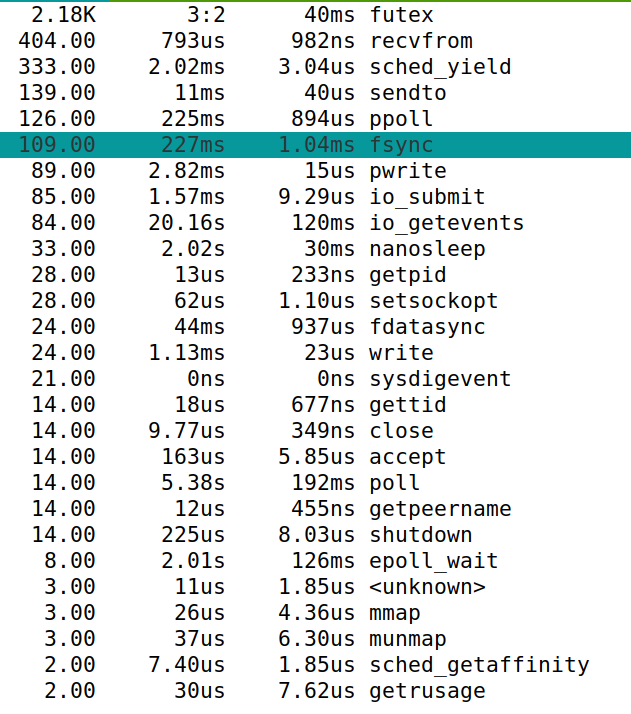 2.18K 3:2 40ms futex
404.00 793us 982ns recvfrom
333.00 2.02ms 3.04us sched_yield
139.00 11ms 40us sendto
126.00 225ms 894us ppoll
109.00 227ms 1.04ms fsync
89.00 2.82ms 15us pwrite
85.00 1.57ms 9.29us io_submit
84.00 20.16s 120ms io_getevents
33.00 2.02s 30ms nanosleep
28.00 13us 233ns getpid
28.00 62us 1.10us setsockopt
24.00 44ms 937us fdatasync
24.00 1.13ms 23us write
21.00 0ns 0ns sysdigevent
14.00 18us 677ns gettid
14.00 9.77us 349ns close
14.00 163us 5.85us accept
14.00 5.38s 192ms poll
14.00 12us 455ns getpeername
14.00 225us 8.03us shutdown
8.00 2.01s 126ms epoll_wait
3.00 11us 1.85us <unknown>
3.00 26us 4.36us mmap
3.00 37us 6.30us munmap
2.00 7.40us 1.85us sched_getaffinity
2.00 30us 7.62us getrusage